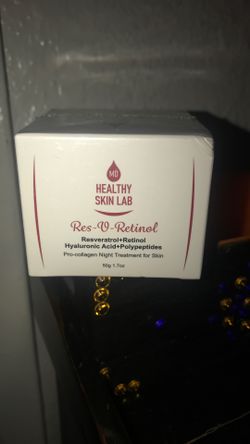 MD
HEALTHY
SKIN LAB
Res-V-Retinol
Resveratrol+Retinol
Hyaluronic Acid+Polypeptides
Pro-collagen Night Treatment for Skin
50g 1.7oz